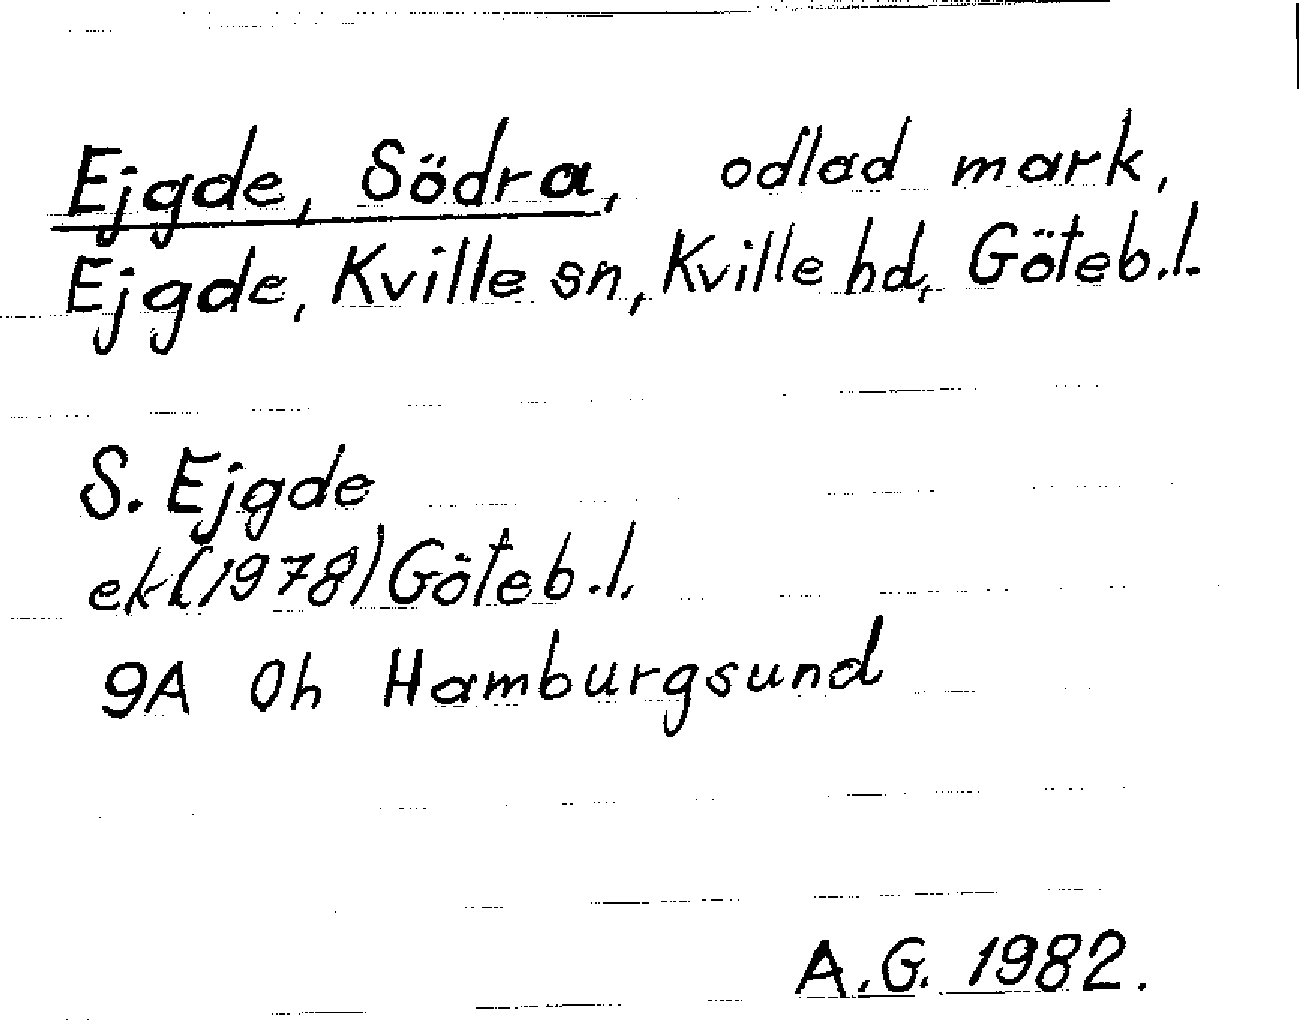 Ejgde, Södra, odlad mark,
Ejgde, Kville sn, Kville hd, Göteb.l.
S. Ejgde
ek(1978)Göteb.l.
9A 0h Hamburgsund
A.G. 1982.